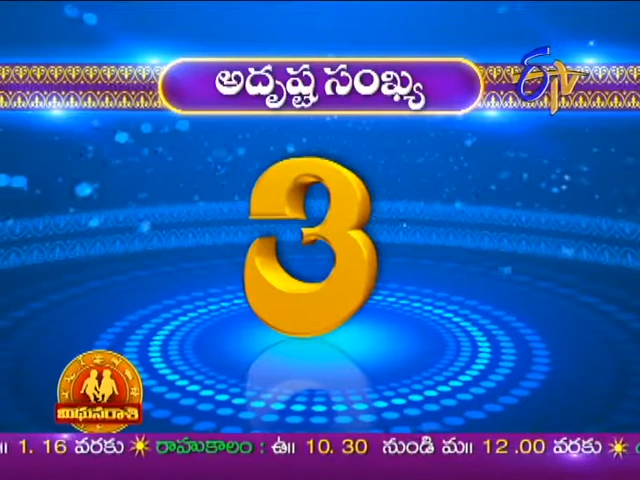 అదృష్ట సంఖ్య
eTV
3
మిథునరాశి
॥ 1. 16 వరకు ☀ రాహుకాలం : ఉ॥ 10. 30 నుండి మ॥ 12 .00 వరకు ☀